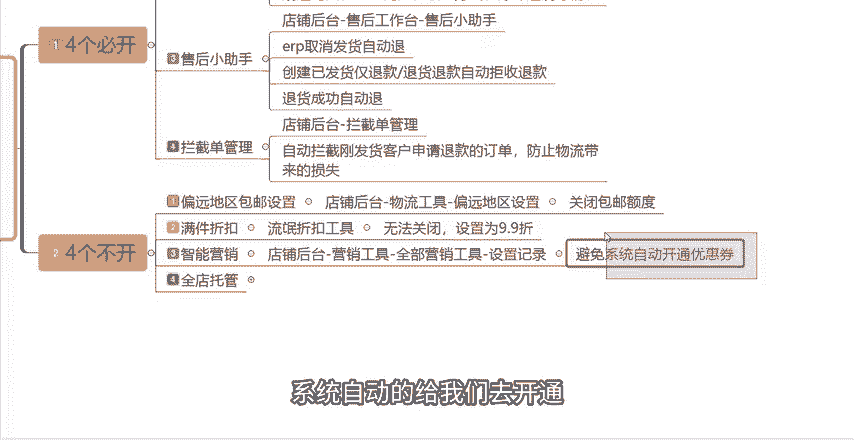 1 4个必开
店铺后台-售后工作台-售后小助手
3 售后小助手
erp取消发货自动退
创建已发货仅退款/退货退款自动拒收退款
退货成功自动退
4 拦截单管理
店铺后台-拦截单管理
自动拦截刚发货客户申请退款的订单，防止物流带
来的损失
2 4个不开
1 偏远地区包邮设置 店铺后台-物流工具-偏远地区设置 关闭包邮额度
2 满件折扣 流氓折扣工具 无法关闭，设置为9.9折
3 智能营销 店铺后台-营销工具-全部营销工具-设置记录 避免系统自动开通优惠券
4 全店托管
系统自动的给我们去开通